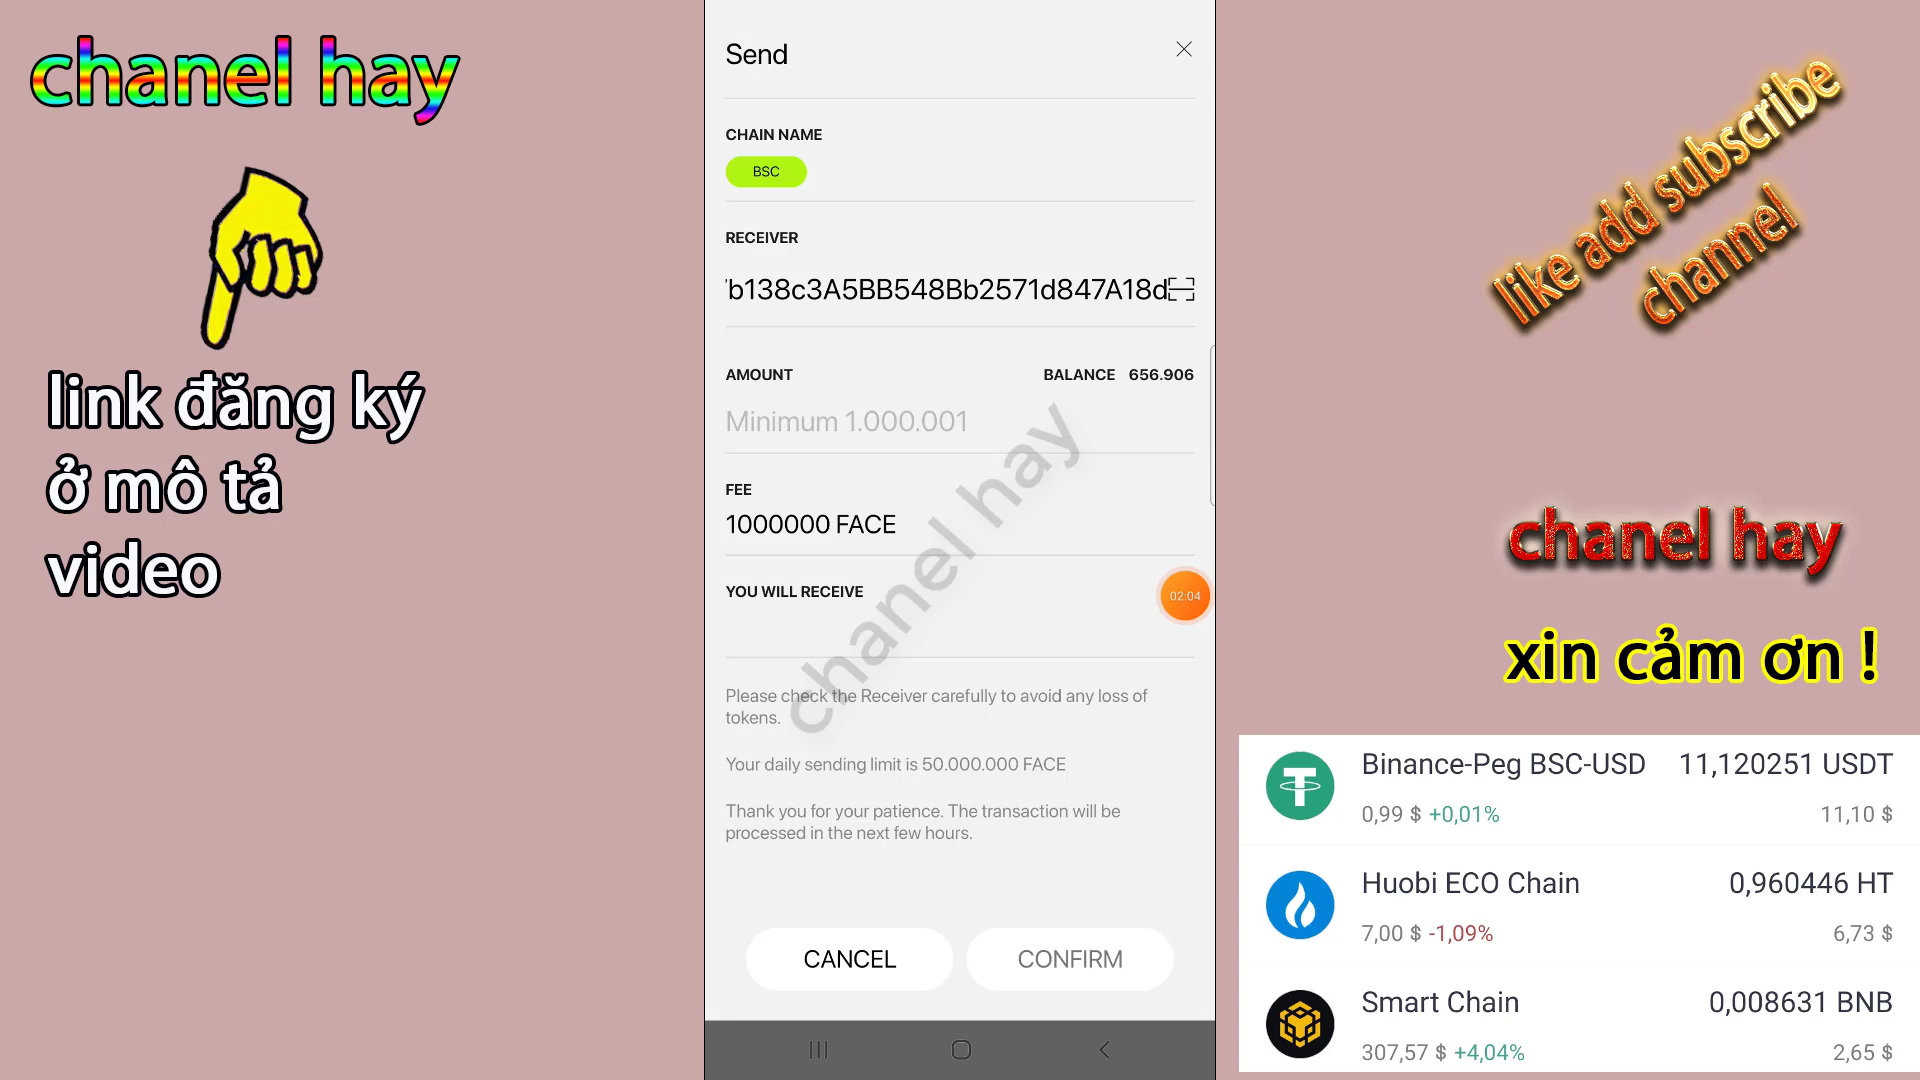 chanel hay
link đăng ký
ở mô tả
video
Send
CHAIN NAME
BSC
RECEIVER
b138c3A5BB548Bb2571d847A18d
AMOUNT
BALANCE 656.906
Minimum 1.000.001
FEE
1000000 FACE
YOU WILL RECEIVE
02:04
Please check the Receiver carefully to avoid any loss of
tokens.
Your daily sending limit is 50.000.000 FACE
Thank you for your patience. The transaction will be
processed in the next few hours.
CANCEL
CONFIRM
chanel hay
like add subscribe
channel
chanel hay
xin cảm ơn !
Binance-Peg BSC-USD 11,120251 USDT
0,99 $ +0,01% 11,10 $
Huobi ECO Chain 0,960446 HT
7,00 $ -1,09% 6,73 $
Smart Chain 0,008631 BNB
307,57 $ +4,04% 2,65 $